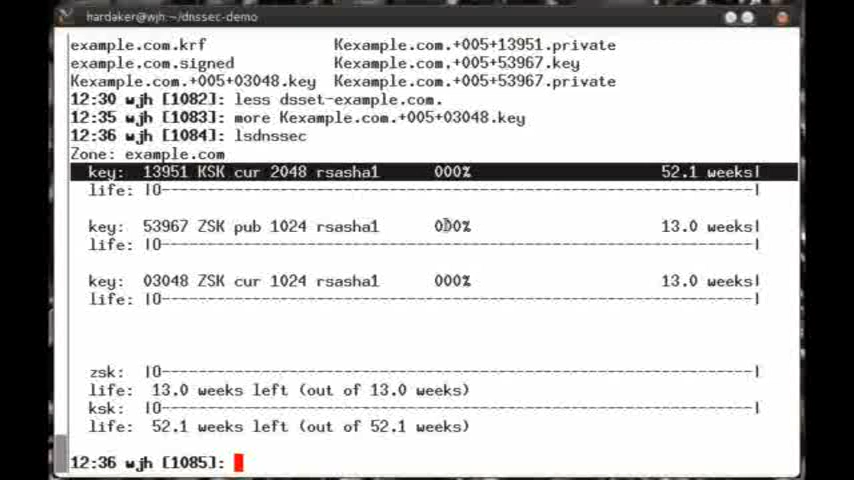 hardaker@wjh:~/dnssec-demo
example.com.krf Kexample.com.+005+13951.private
example.com.signed Kexample.com.+005+53967.key
Kexample.com.+005+03048.key Kexample.com.+005+53967.private
12:30 wjh [1082]: less dsset-example.com.
12:35 wjh [1083]: more Kexample.com.+005+03048.key
12:36 wjh [1084]: lsdnssec
Zone: example.com
key: 13951 KSK cur 2048 rsasha1 000% 52.1 weeks|
life: |O-----------------------------------------------------------------|
key: 53967 ZSK pub 1024 rsasha1 000% 13.0 weeks|
life: |O-----------------------------------------------------------------|
key: 03048 ZSK cur 1024 rsasha1 000% 13.0 weeks|
life: |O-----------------------------------------------------------------|
zsk: |O-----------------------------------------------------------------|
life: 13.0 weeks left (out of 13.0 weeks)
ksk: |O-----------------------------------------------------------------|
life: 52.1 weeks left (out of 52.1 weeks)
12:36 wjh [1085]: